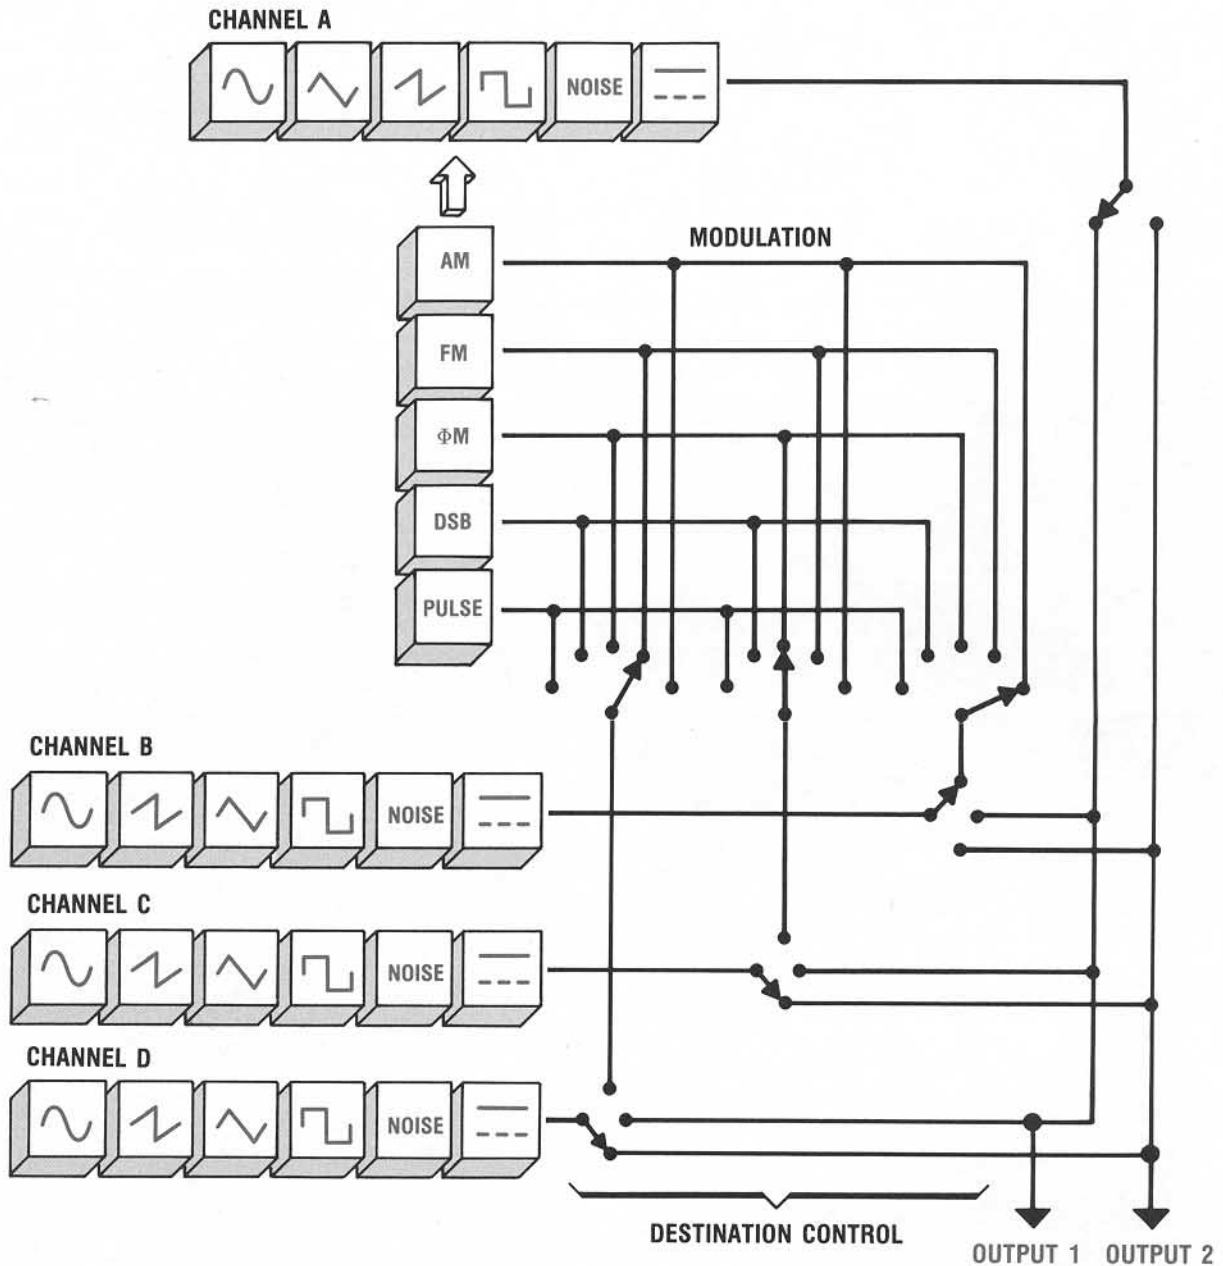 CHANNEL A
NOISE
MODULATION
AM
FM
ΦM
DSB
PULSE
CHANNEL B
NOISE
CHANNEL C
NOISE
CHANNEL D
NOISE
DESTINATION CONTROL
OUTPUT 1 OUTPUT 2